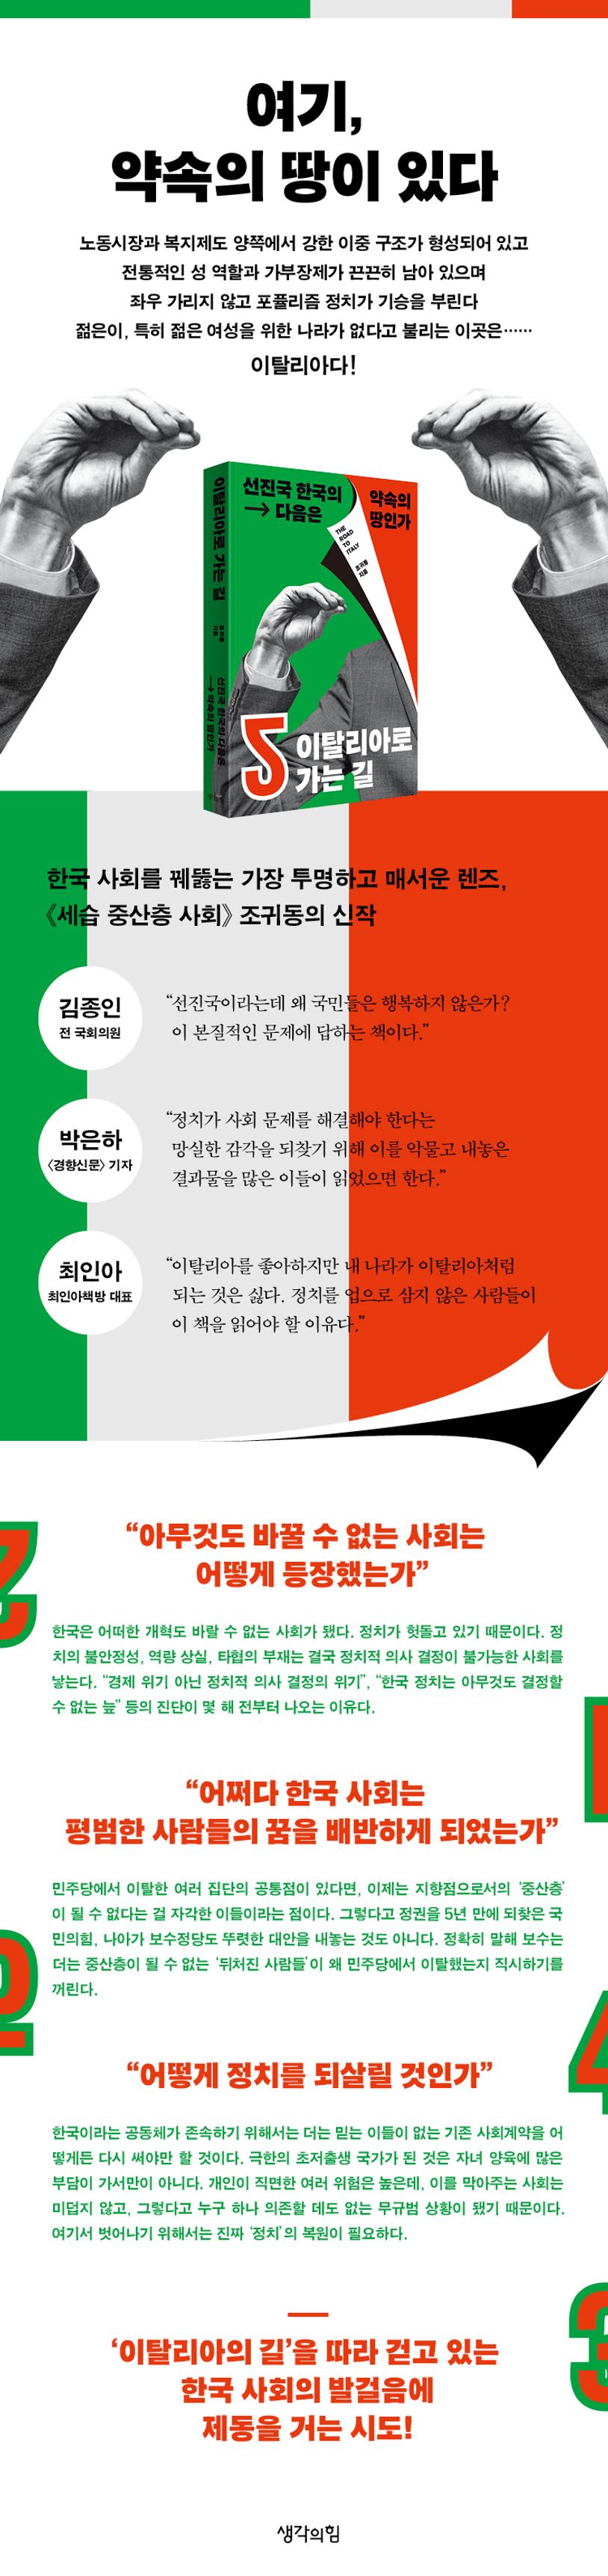 여기,
약속의 땅이 있다
노동시장과 복지제도 양쪽에서 강한 이중 구조가 형성되어 있고
전통적인 성 역할과 가부장제가 끈끈히 남아 있으며
좌우 가리지 않고 포퓰리즘 정치가 기승을 부린다
젊은이, 특히 젊은 여성을 위한 나라가 없다고 불리는 이곳은……
이탈리아다!
이탈리아로 가는 길
조귀동 지음
선진국 한국의 다음은
→ 약속의 땅인가
선진국 한국의
→ 다음은
약속의
땅인가
THE
ROAD
TO
ITALY
조귀동
지음
이탈리아로
가는 길
한국 사회를 꿰뚫는 가장 투명하고 매서운 렌즈,
《세습 중산층 사회》 조귀동의 신작
김종인
전 국회의원
“선진국이라는데 왜 국민들은 행복하지 않은가?
이 본질적인 문제에 답하는 책이다.”
박은하
〈경향신문〉 기자
“정치가 사회 문제를 해결해야 한다는
망실한 감각을 되찾기 위해 이를 악물고 내놓은
결과물을 많은 이들이 읽었으면 한다.”
최인아
최인아책방 대표
“이탈리아를 좋아하지만 내 나라가 이탈리아처럼
되는 것은 싫다. 정치를 업으로 삼지 않은 사람들이
이 책을 읽어야 할 이유다.”
“아무것도 바꿀 수 없는 사회는
어떻게 등장했는가”
한국은 어떠한 개혁도 바랄 수 없는 사회가 됐다. 정치가 헛돌고 있기 때문이다. 정
치의 불안정성, 역량 상실, 타협의 부재는 결국 정치적 의사 결정이 불가능한 사회를
낳는다. “경제 위기 아닌 정치적 의사 결정의 위기”, “한국 정치는 아무것도 결정할
수 없는 늪” 등의 진단이 몇 해 전부터 나오는 이유다.
“어쩌다 한국 사회는
평범한 사람들의 꿈을 배반하게 되었는가”
민주당에서 이탈한 여러 집단의 공통점이 있다면, 이제는 지향점으로서의 ‘중산층’
이 될 수 없다는 걸 자각한 이들이라는 점이다. 그렇다고 정권을 5년 만에 되찾은 국
민의힘, 나아가 보수정당도 뚜렷한 대안을 내놓는 것도 아니다. 정확히 말해 보수는
더는 중산층이 될 수 없는 ‘뒤처진 사람들’이 왜 민주당에서 이탈했는지 직시하기를
꺼린다.
“어떻게 정치를 되살릴 것인가”
한국이라는 공동체가 존속하기 위해서는 더는 믿는 이들이 없는 기존 사회계약을 어
떻게든 다시 써야만 할 것이다. 극한의 초저출생 국가가 된 것은 자녀 양육에 많은
부담이 가서만이 아니다. 개인이 직면한 여러 위험은 높은데, 이를 막아주는 사회는
미덥지 않고, 그렇다고 누구 하나 의존할 데도 없는 무규범 상황이 됐기 때문이다.
여기서 벗어나기 위해서는 진짜 ‘정치’의 복원이 필요하다.
‘이탈리아의 길’을 따라 걷고 있는
한국 사회의 발걸음에
제동을 거는 시도!
생각의힘